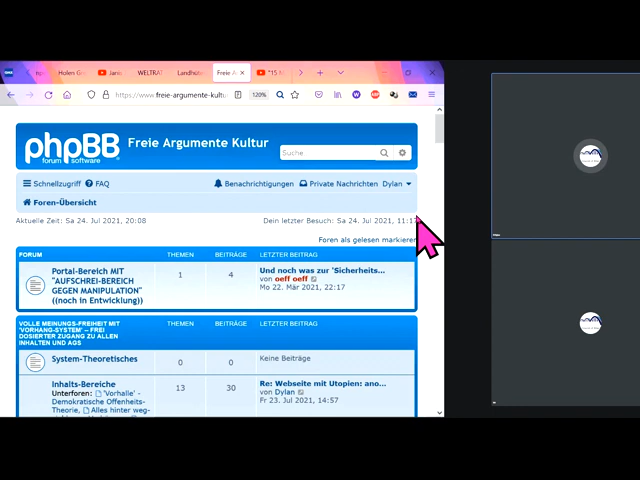 Holen Ge
Janis
WELTRAT
Landhüte
Freie A
"15 M
https://www.freie-argumente-kultu
120%
phpBB
forum software
Freie Argumente Kultur
Suche
Schnellzugriff FAQ Benachrichtigungen Private Nachrichten Dylan
Foren-Übersicht
Aktuelle Zeit: Sa 24. Jul 2021, 20:08 Dein letzter Besuch: Sa 24. Jul 2021, 11:17
Foren als gelesen markieren
FORUM THEMEN BEITRÄGE LETZTER BEITRAG
Portal-Bereich MIT 1 4 Und noch was zur 'Sicherheits...
"AUFSCHREI-BEREICH von oeff oeff
GEGEN MANIPULATION" Mo 22. Mär 2021, 22:17
((noch in Entwicklung))
VOLLE MEINUNGS-FREIHEIT MIT THEMEN BEITRÄGE LETZTER BEITRAG
'VORHANG-SYSTEM' – FREI
DOSIERTER ZUGANG ZU ALLEN
INHALTEN UND AGS
System-Theoretisches 0 0 Keine Beiträge
Inhalts-Bereiche 13 30 Re: Webseite mit Utopien: ano...
Unterforen: 'Vorhalle' - von Dylan
Demokratische Offenheits- Fr 23. Jul 2021, 14:57
Theorie, Alles hinter weg-